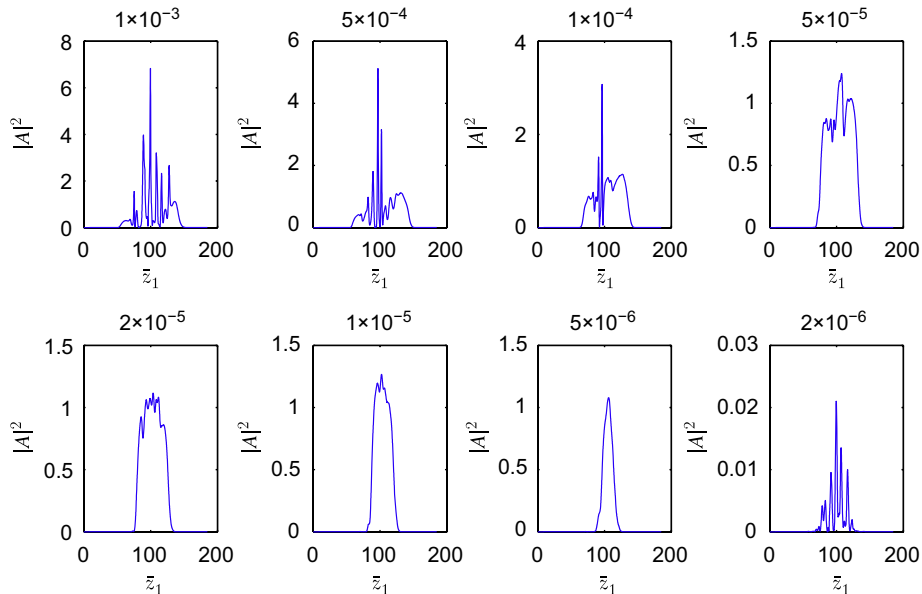 1×10⁻³ 5×10⁻⁴ 1×10⁻⁴ 5×10⁻⁵
8 6 4 1.5
6 4 1
4 2
2 2 0.5
0 0 0 0
|A|² |A|² |A|² |A|²
0 100 200 0 100 200 0 100 200 0 100 200
z̄₁ z̄₁ z̄₁ z̄₁
2×10⁻⁵ 1×10⁻⁵ 5×10⁻⁶ 2×10⁻⁶
1.5 1.5 1.5 0.03
1 1 1 0.02
0.5 0.5 0.5 0.01
0 0 0 0
|A|² |A|² |A|² |A|²
0 100 200 0 100 200 0 100 200 0 100 200
z̄₁ z̄₁ z̄₁ z̄₁